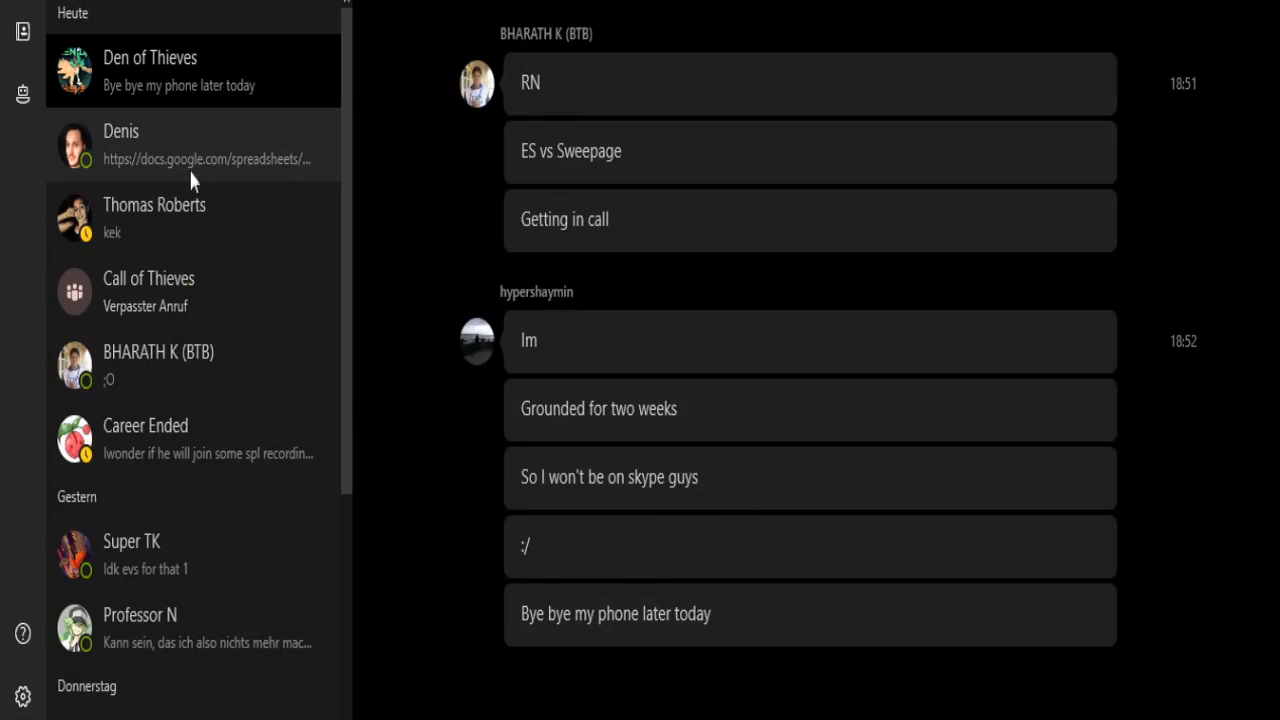 Heute
Den of Thieves
Bye bye my phone later today
Denis
https://docs.google.com/spreadsheets/...
Thomas Roberts
kek
Call of Thieves
Verpasster Anruf
BHARATH K (BTB)
;O
Career Ended
Iwonder if he will join some spl recordin...
Gestern
Super TK
Idk evs for that 1
Professor N
Kann sein, das ich also nichts mehr mac...
Donnerstag
BHARATH K (BTB)
RN
18:51
ES vs Sweepage
Getting in call
hypershaymin
Im
18:52
Grounded for two weeks
So I won't be on skype guys
:/
Bye bye my phone later today